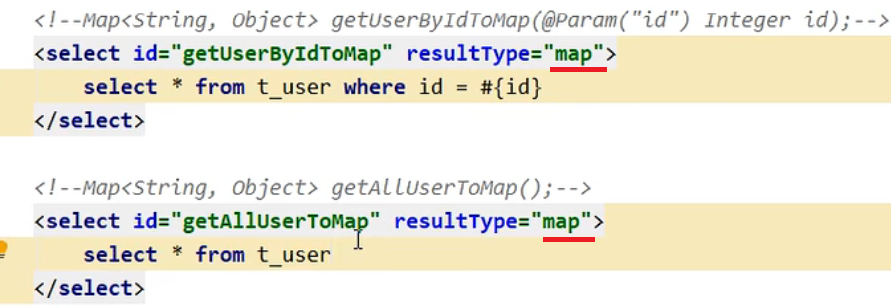 <!--Map<String, Object> getUserByIdToMap(@Param("id") Integer id);-->
<select id="getUserByIdToMap" resultType="map">
select * from t_user where id = #{id}
</select>
<!--Map<String, Object> getAllUserToMap();-->
<select id="getAllUserToMap" resultType="map">
select * from t_user
</select>